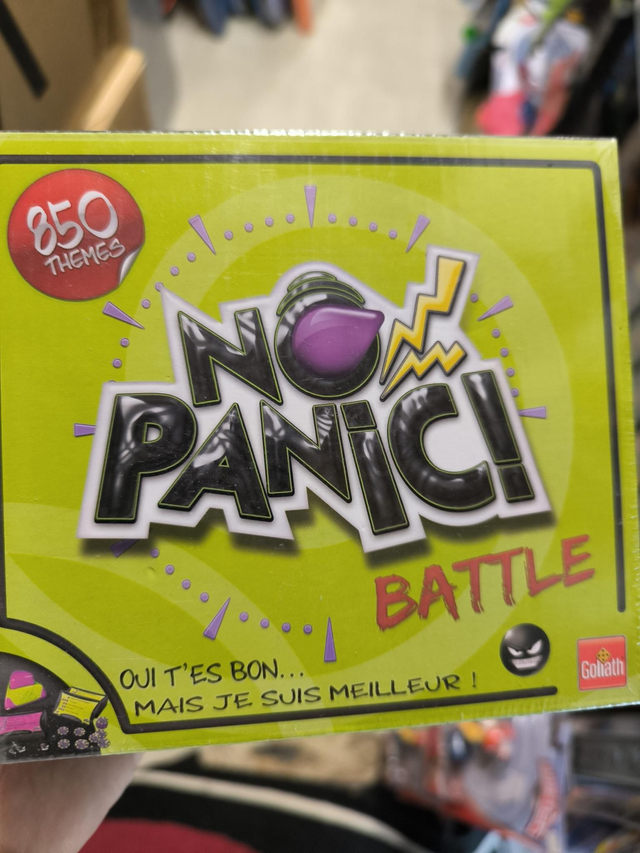 850
THEMES
NO
PANiC!
BATTLE
OUI T'ES BON...
MAIS JE SUIS MEILLEUR !
Goliath